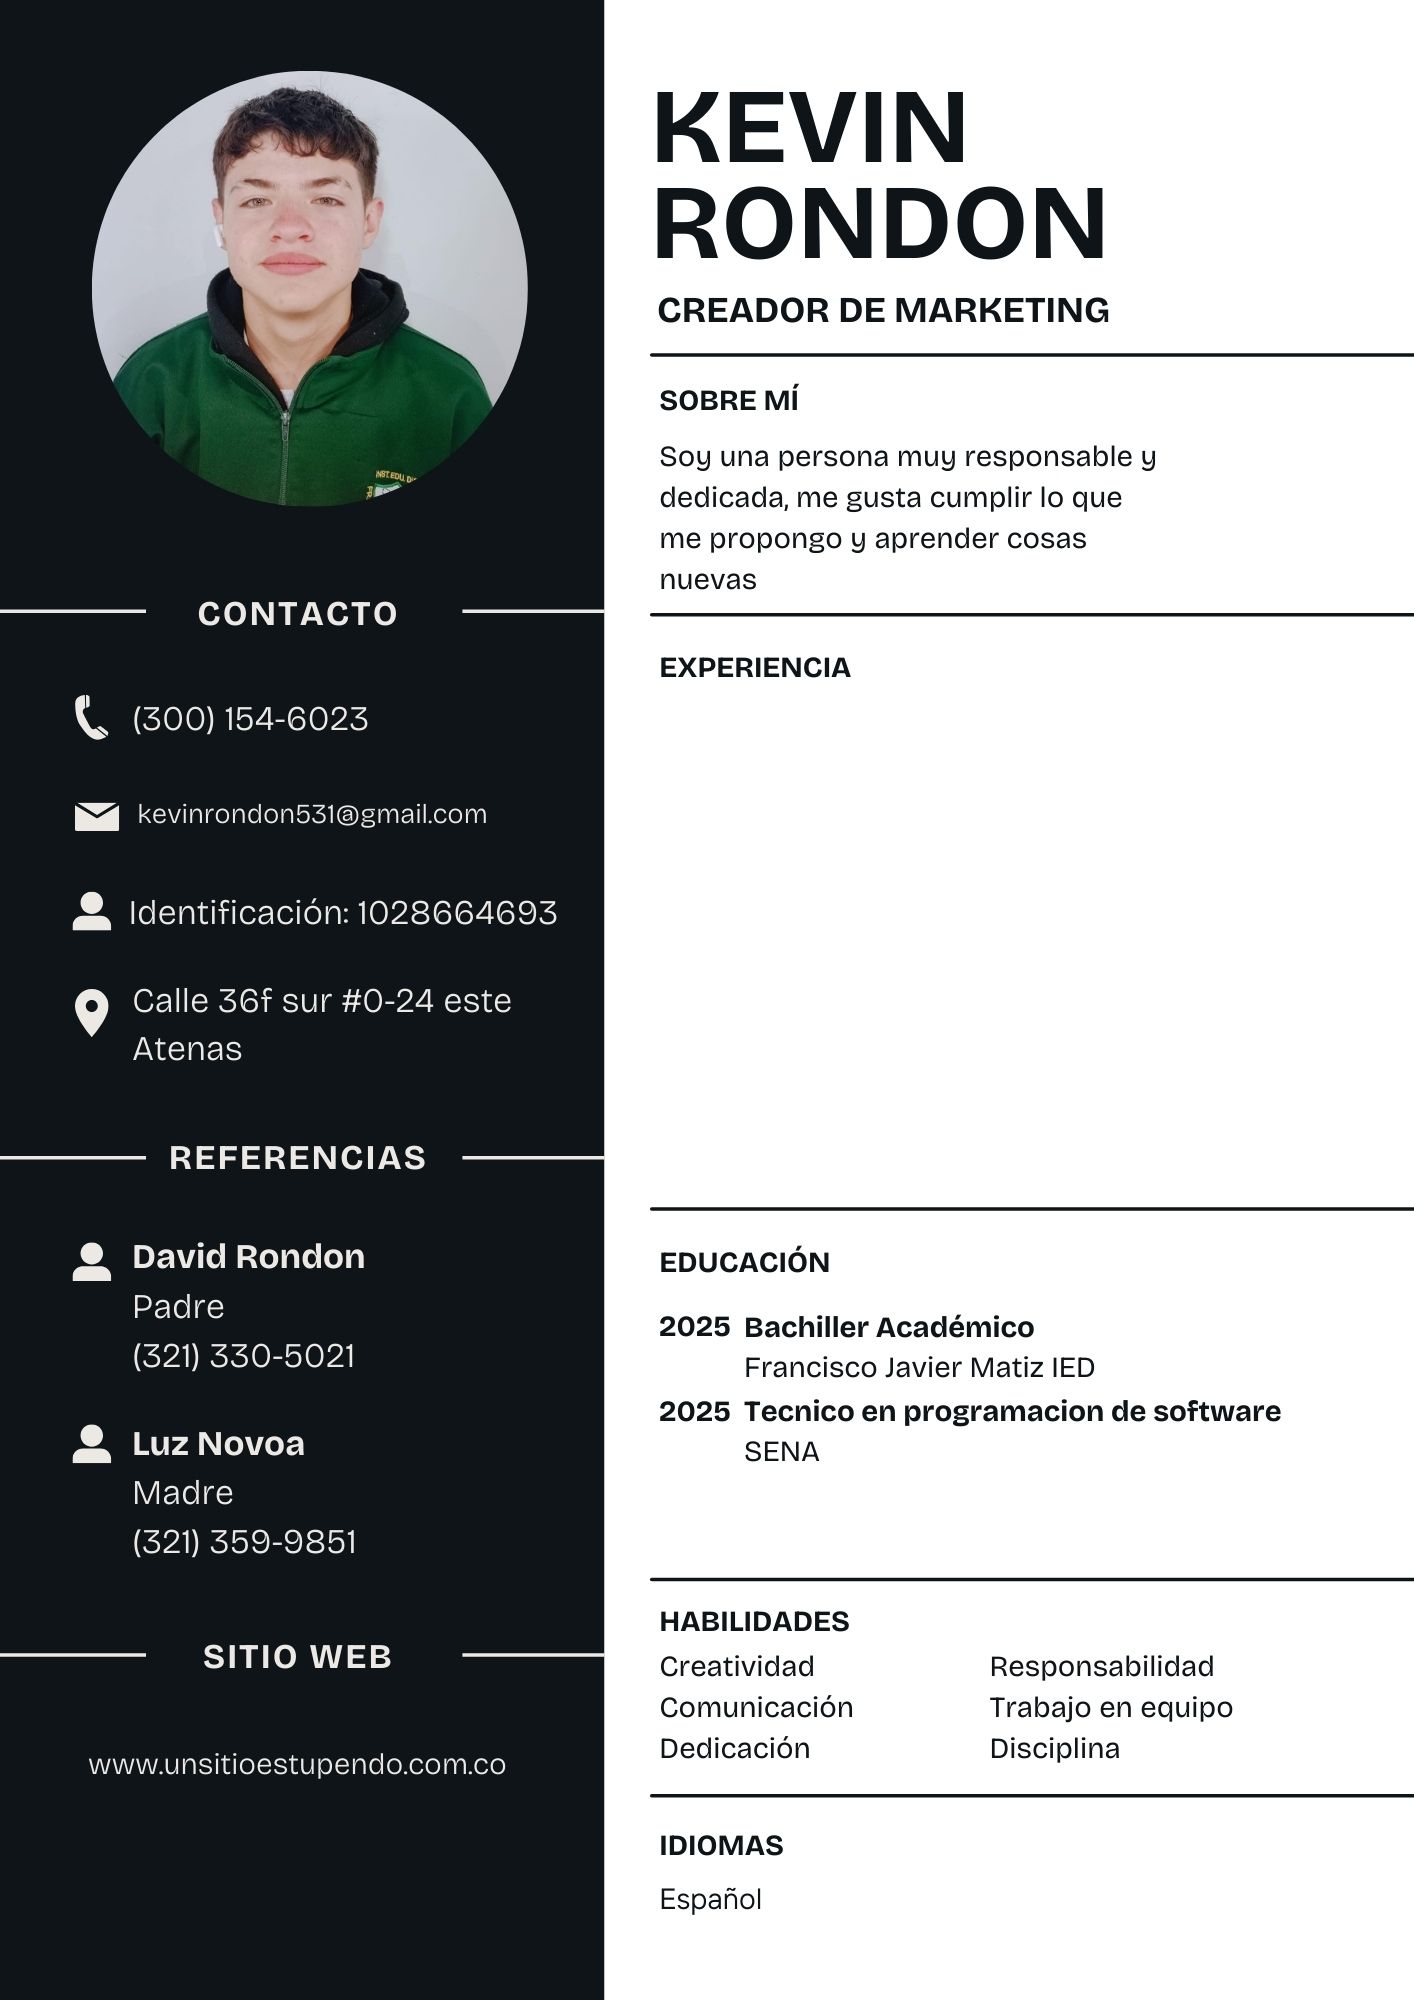 KEVIN
RONDON
CREADOR DE MARKETING
SOBRE MÍ
Soy una persona muy responsable y
dedicada, me gusta cumplir lo que
me propongo y aprender cosas
nuevas
EXPERIENCIA
EDUCACIÓN
2025 Bachiller Académico
Francisco Javier Matiz IED
2025 Tecnico en programacion de software
SENA
HABILIDADES
Creatividad Responsabilidad
Comunicación Trabajo en equipo
Dedicación Disciplina
IDIOMAS
Español
INST.EDU. DI
CONTACTO
(300) 154-6023
kevinrondon531@gmail.com
Identificación: 1028664693
Calle 36f sur #0-24 este
Atenas
REFERENCIAS
David Rondon
Padre
(321) 330-5021
Luz Novoa
Madre
(321) 359-9851
SITIO WEB
www.unsitioestupendo.com.co